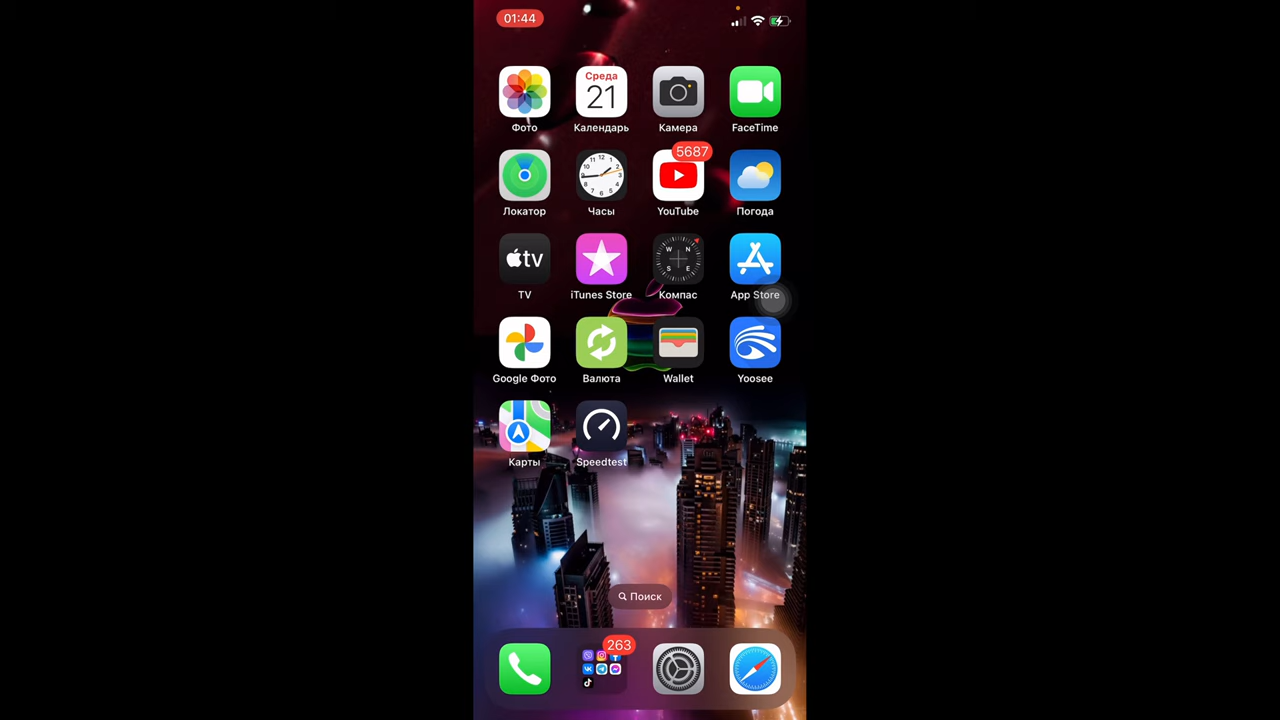 01:44
Среда
21
Фото
Календарь
Камера
FaceTime
5687
Локатор
Часы
YouTube
Погода
tv
W N
S E
TV
iTunes Store
Компас
App Store
Google Фото
Валюта
Wallet
Yoosee
Карты
Speedtest
Поиск
263